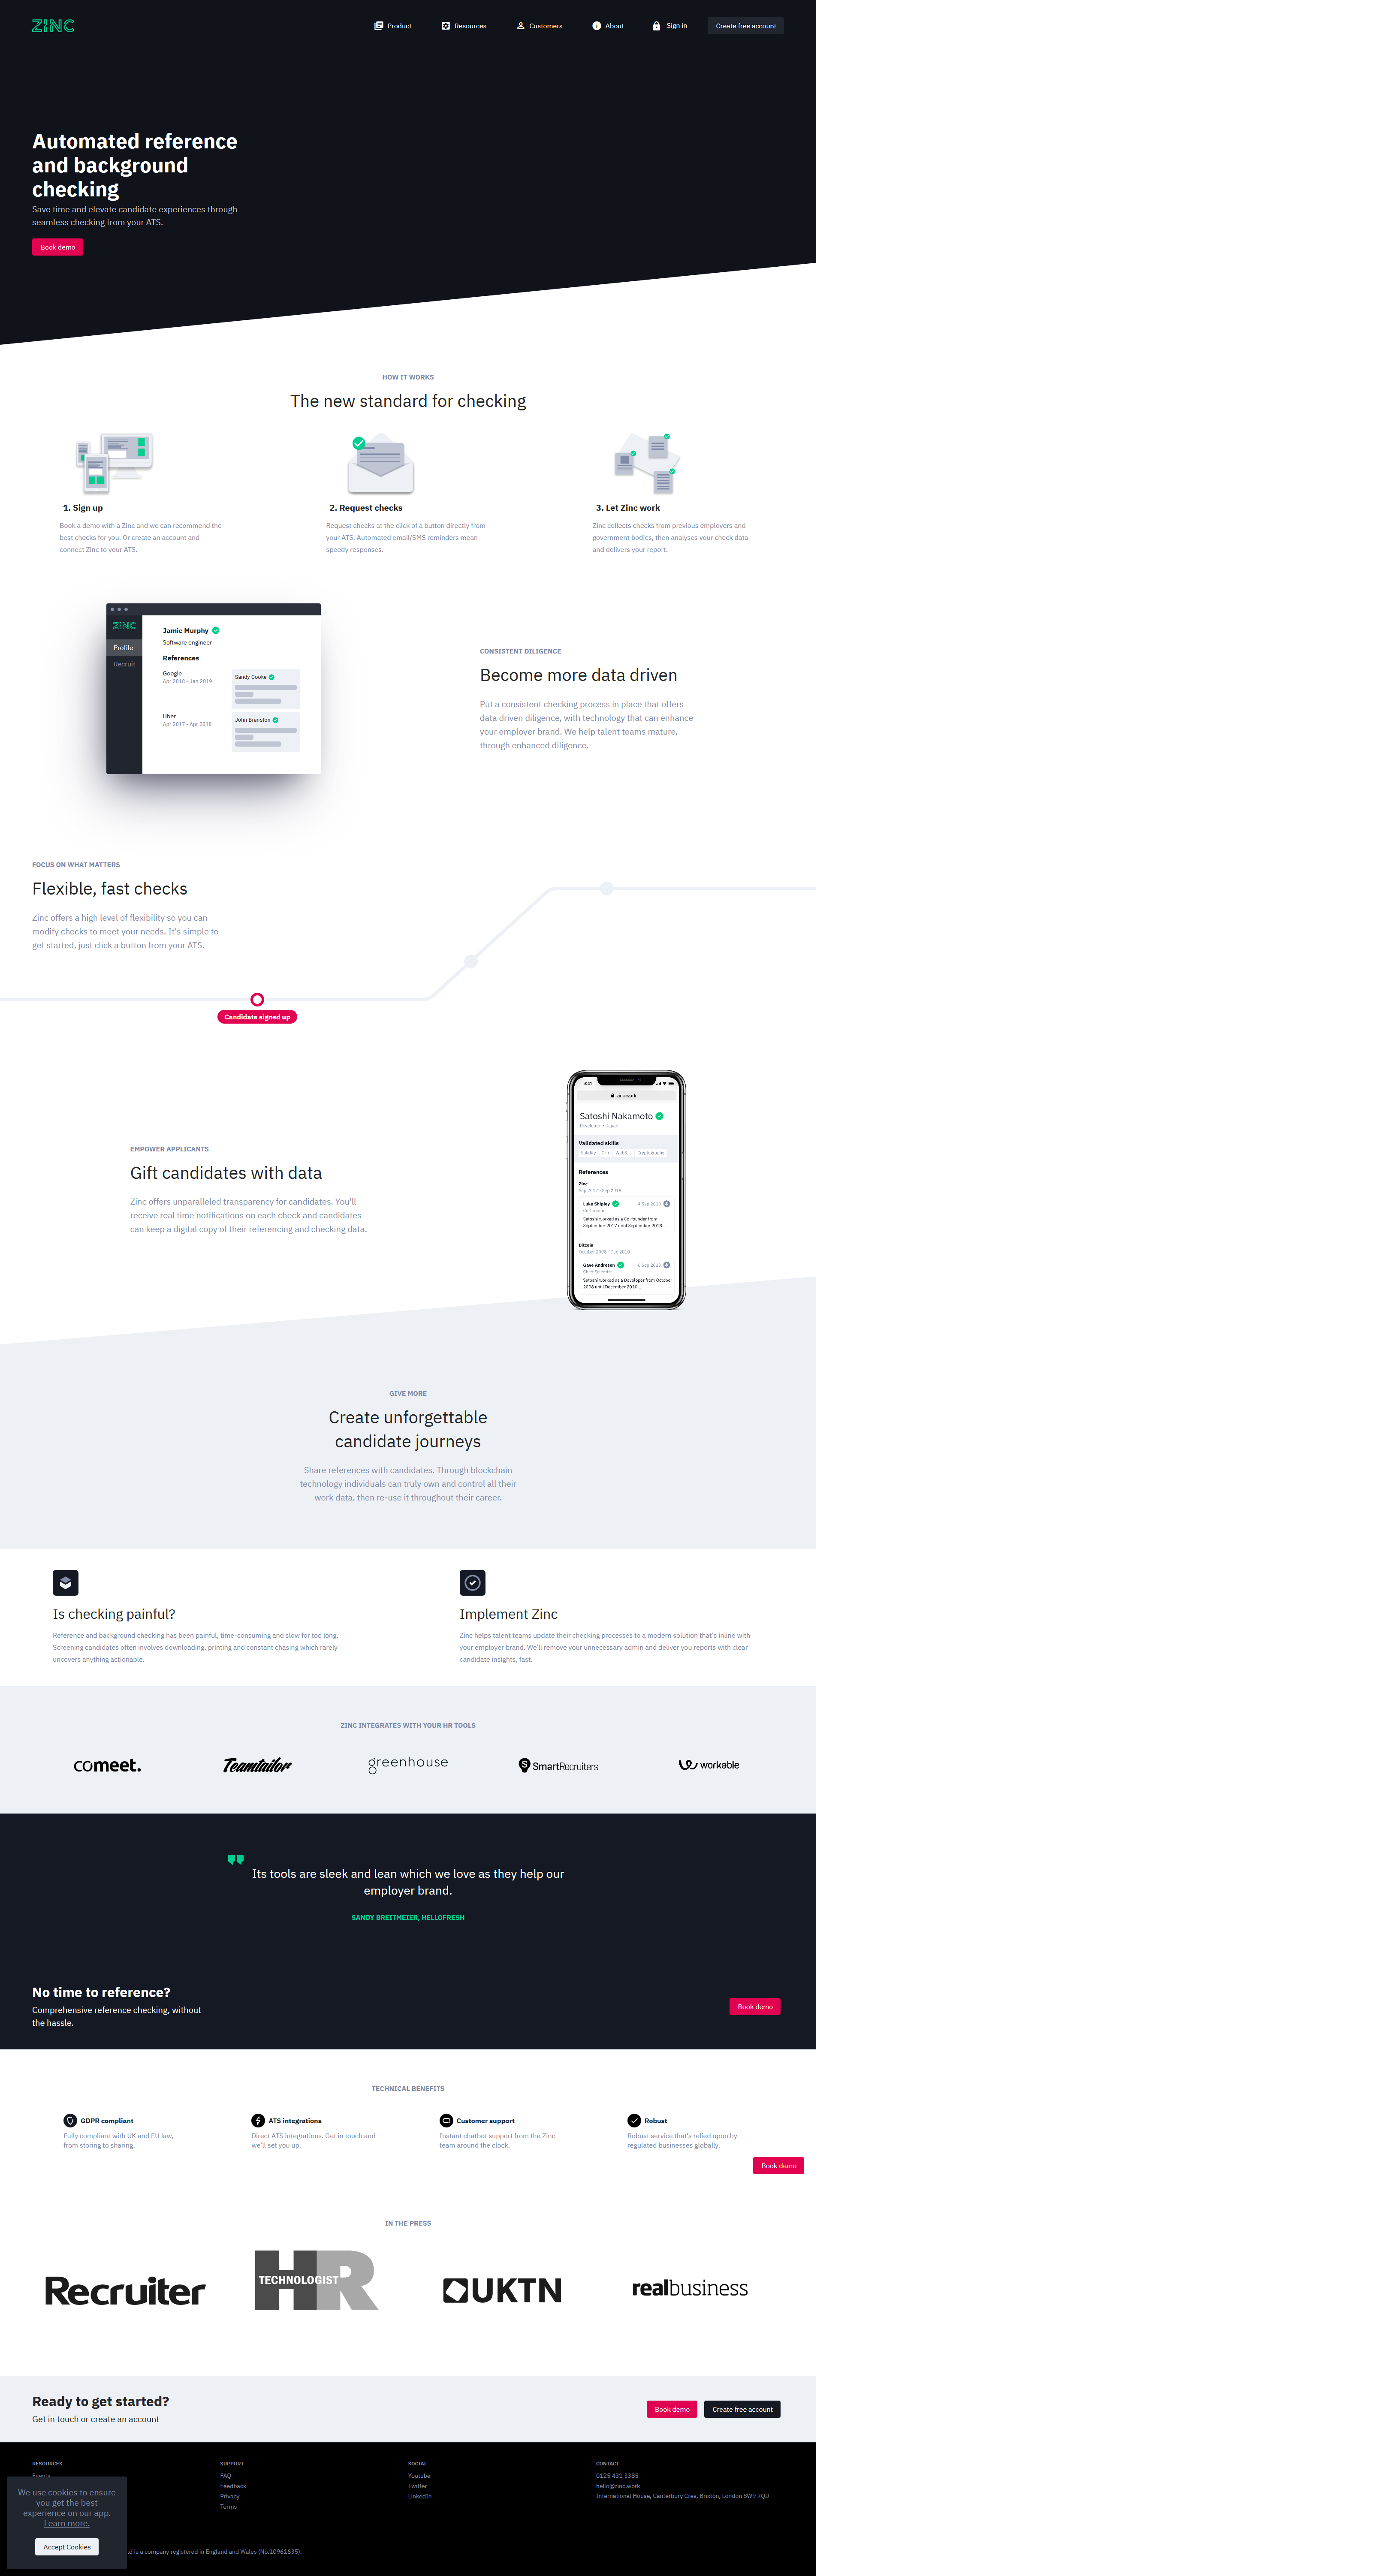 ZINC
Product
Resources
Customers
About
Sign in
Create free account
Automated reference
and background
checking
Save time and elevate candidate experiences through
seamless checking from your ATS.
Book demo
HOW IT WORKS
The new standard for checking
1. Sign up
Book a demo with a Zinc and we can recommend the
best checks for you. Or create an account and
connect Zinc to your ATS.
2. Request checks
Request checks at the click of a button directly from
your ATS. Automated email/SMS reminders mean
speedy responses.
3. Let Zinc work
Zinc collects checks from previous employers and
government bodies, then analyses your check data
and delivers your report.
ZINC
Profile
Recruit
Jamie Murphy
Software engineer
References
Google
Apr 2018 - Jan 2019
Sandy Cooke
Uber
Apr 2017 - Apr 2018
John Branston
CONSISTENT DILIGENCE
Become more data driven
Put a consistent checking process in place that offers
data driven diligence, with technology that can enhance
your employer brand. We help talent teams mature,
through enhanced diligence.
FOCUS ON WHAT MATTERS
Flexible, fast checks
Zinc offers a high level of flexibility so you can
modify checks to meet your needs. It's simple to
get started, just click a button from your ATS.
Candidate signed up
EMPOWER APPLICANTS
Gift candidates with data
Zinc offers unparalleled transparency for candidates. You'll
receive real time notifications on each check and candidates
can keep a digital copy of their referencing and checking data.
9:41
zinc.work
Satoshi Nakamoto
Developer • Japan
Validated skills
Solidity
C++
Web3.js
Cryptography
References
Zinc
Sep 2017 - Sep 2018
Luke Shipley
4 Sep 2018
Co-founder
Satoshi worked as a Co-founder from
September 2017 until September 2018...
Bitcoin
October 2008 - Dec 2010
Gave Andresen
6 Sep 2018
Chief Scientist
Satoshi worked as a Developer from October
2008 until December 2010...
GIVE MORE
Create unforgettable
candidate journeys
Share references with candidates. Through blockchain
technology individuals can truly own and control all their
work data, then re-use it throughout their career.
Is checking painful?
Reference and background checking has been painful, time-consuming and slow for too long.
Screening candidates often involves downloading, printing and constant chasing which rarely
uncovers anything actionable.
Implement Zinc
Zinc helps talent teams update their checking processes to a modern solution that's inline with
your employer brand. We'll remove your unnecessary admin and deliver you reports with clear
candidate insights, fast.
ZINC INTEGRATES WITH YOUR HR TOOLS
comeet.
Teamtailor
greenhouse
SmartRecruiters
workable
Its tools are sleek and lean which we love as they help our
employer brand.
SANDY BREITMEIER, HELLOFRESH
No time to reference?
Comprehensive reference checking, without
the hassle.
Book demo
TECHNICAL BENEFITS
GDPR compliant
Fully compliant with UK and EU law,
from storing to sharing.
ATS integrations
Direct ATS integrations. Get in touch and
we'll set you up.
Customer support
Instant chatbot support from the Zinc
team around the clock.
Robust
Robust service that's relied upon by
regulated businesses globally.
Book demo
IN THE PRESS
Recruiter
HR
TECHNOLOGIST
UKTN
realbusiness
Ready to get started?
Get in touch or create an account
Book demo
Create free account
RESOURCES
Events
SUPPORT
FAQ
Feedback
Privacy
Terms
SOCIAL
Youtube
Twitter
LinkedIn
CONTACT
0125 431 3385
hello@zinc.work
International House, Canterbury Cres, Brixton, London SW9 7QD
We use cookies to ensure
you get the best
experience on our app.
Learn more.
Accept Cookies
td is a company registered in England and Wales (No.10961635).